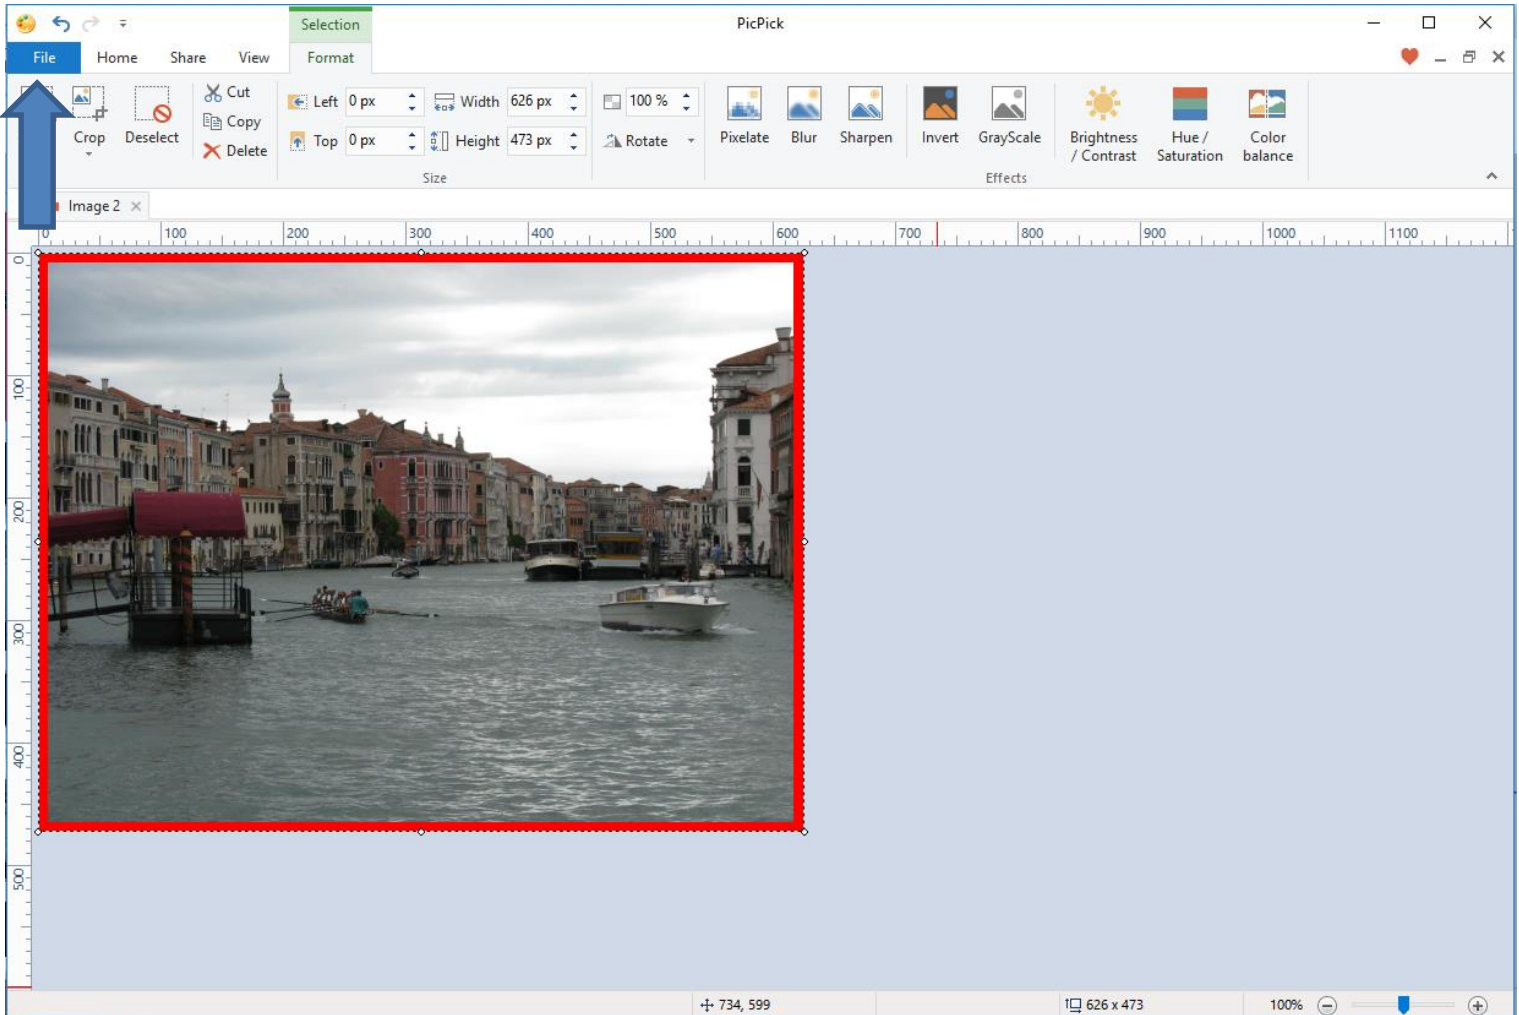 Selection
PicPick
File Home Share View Format
Crop
Deselect
Cut
Copy
Delete
Left 0 px
Width 626 px
Top 0 px
Height 473 px
Size
100 %
Rotate
Pixelate Blur Sharpen
Invert GrayScale
Brightness / Contrast
Hue / Saturation
Color balance
Effects
Image 2
0 100 200 300 400 500 600 700 800 900 1000 1100
0
100
200
300
400
500
734, 599
626 x 473
100%